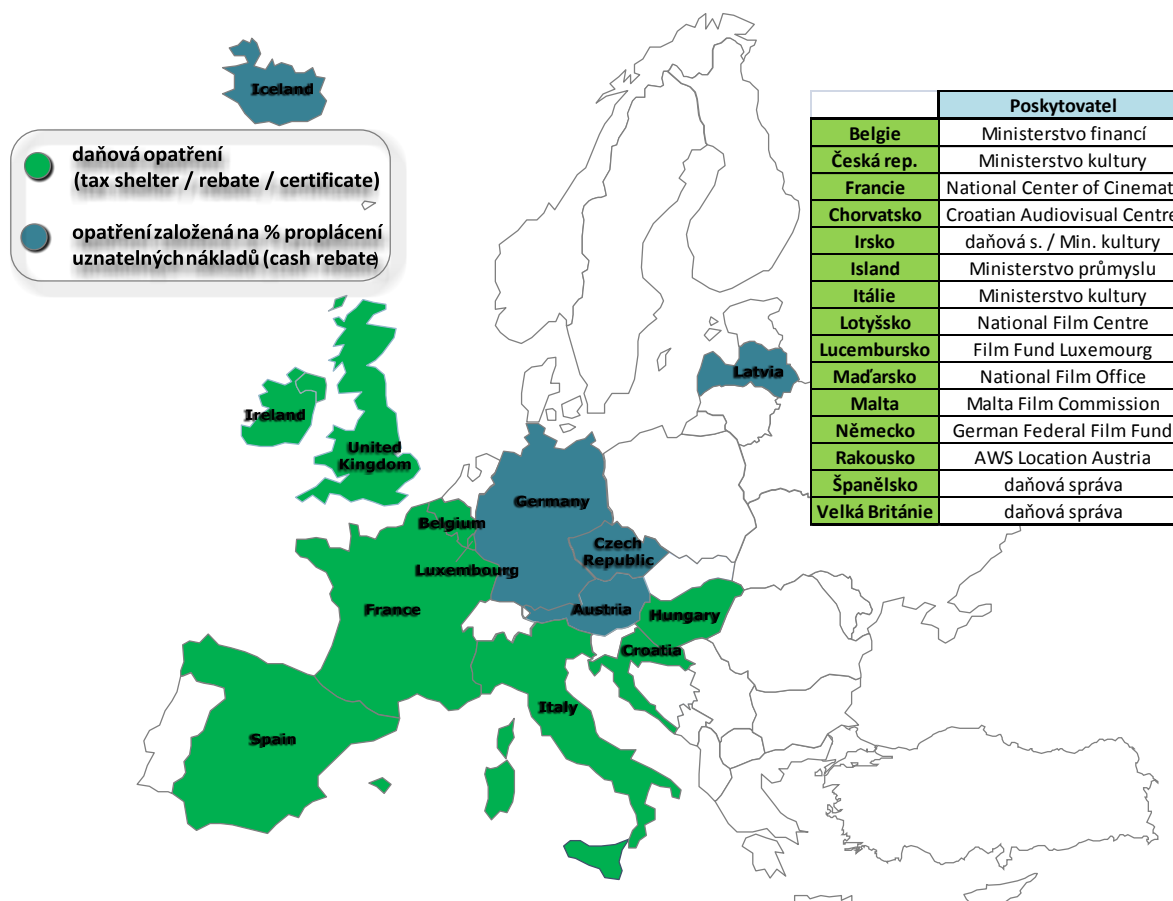 Iceland
daňová opatření
(tax shelter / rebate / certificate)
opatření založená na % proplácení
uznatelných nákladů (cash rebate)
Poskytovatel
Belgie Ministerstvo financí
Česká rep. Ministerstvo kultury
Francie National Center of Cinemat
Chorvatsko Croatian Audiovisual Centre
Irsko daňová s. / Min. kultury
Island Ministerstvo průmyslu
Itálie Ministerstvo kultury
Lotyšsko National Film Centre
Lucembursko Film Fund Luxemourg
Maďarsko National Film Office
Malta Malta Film Commission
Německo German Federal Film Fund
Rakousko AWS Location Austria
Španělsko daňová správa
Velká Británie daňová správa
Latvia
Ireland
United
Kingdom
Germany
Belgium
Czech
Republic
Luxembourg
France
Austria
Hungary
Croatia
Italy
Spain